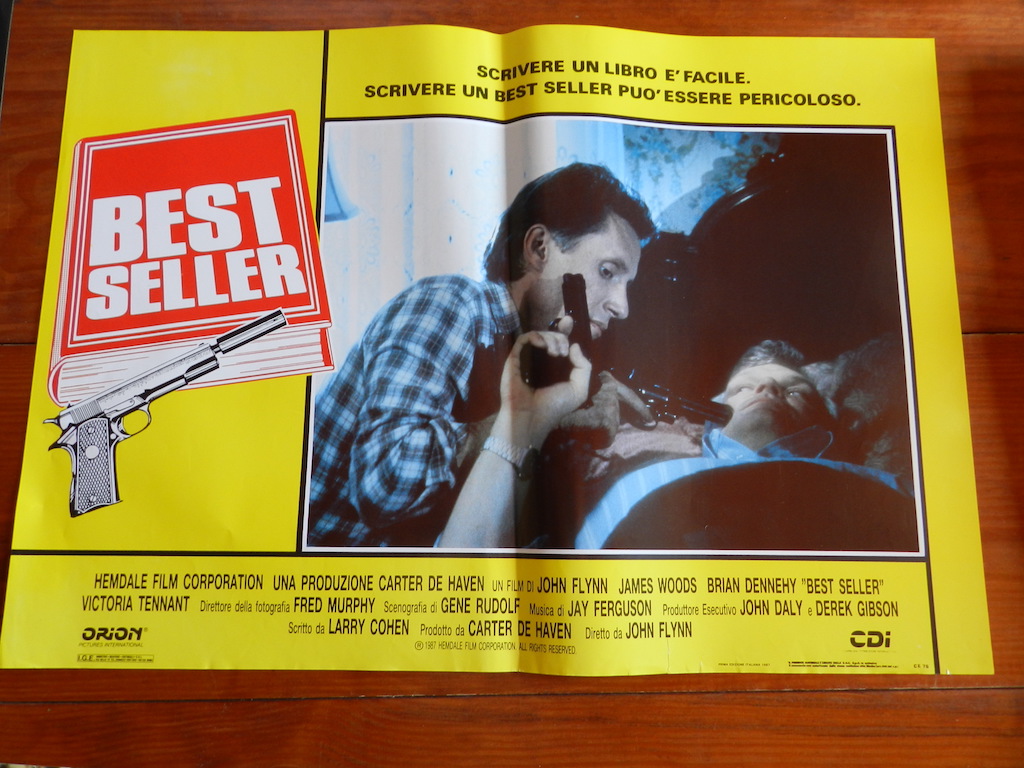 SCRIVERE UN LIBRO E' FACILE.
SCRIVERE UN BEST SELLER PUO' ESSERE PERICOLOSO.
BEST
SELLER
HEMDALE FILM CORPORATION UNA PRODUZIONE CARTER DE HAVEN UN FILM DI JOHN FLYNN JAMES WOODS BRIAN DENNEHY "BEST SELLER"
VICTORIA TENNANT Direttore della fotografia FRED MURPHY Scenografia di GENE RUDOLF Musica di JAY FERGUSON Produttore Esecutivo JOHN DALY e DEREK GIBSON
Scritto da LARRY COHEN Prodotto da CARTER DE HAVEN Diretto da JOHN FLYNN
ORION®
PICTURES INTERNATIONAL
℗ 1987 HEMDALE FILM CORPORATION. ALL RIGHTS RESERVED.
CDi
I.G.E.
PRIMA EDIZIONE ITALIANA 1987